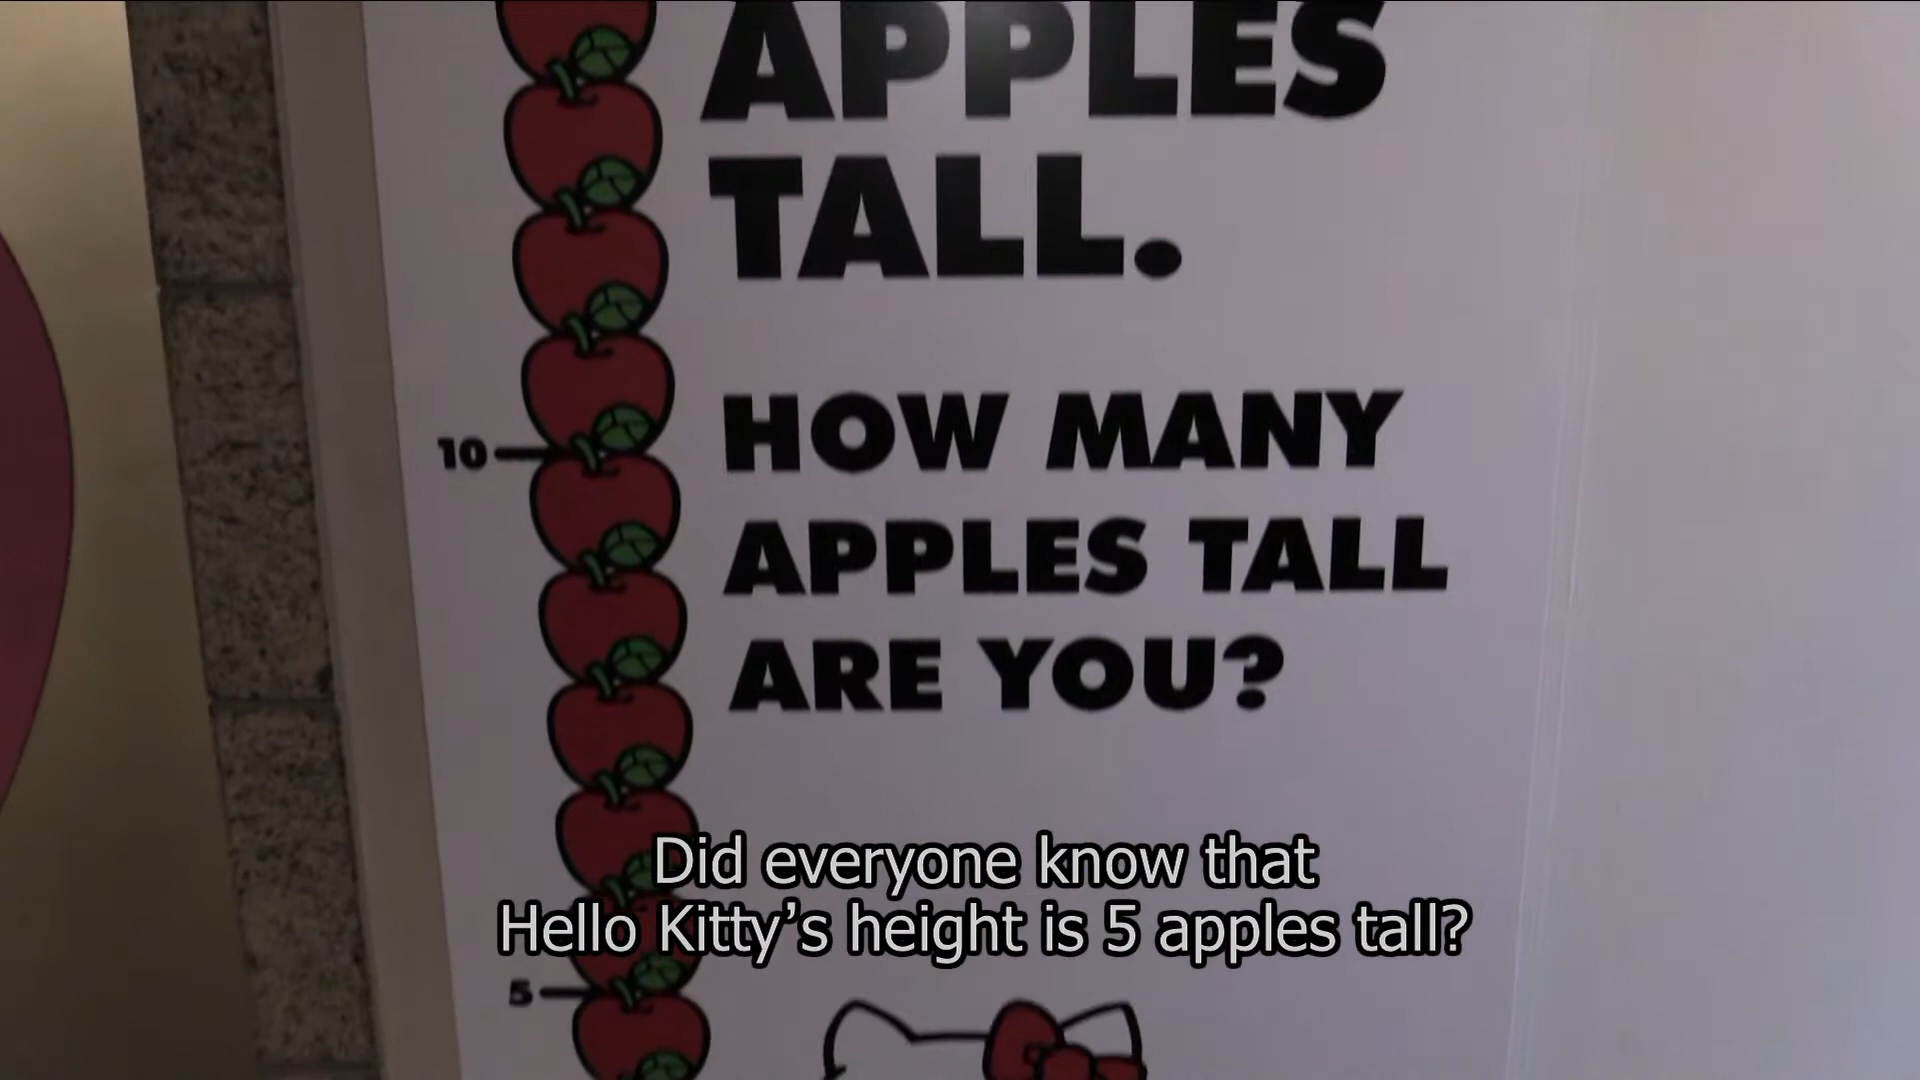 APPLES
TALL.
HOW MANY
APPLES TALL
ARE YOU?
10
5
Did everyone know that
Hello Kitty’s height is 5 apples tall?